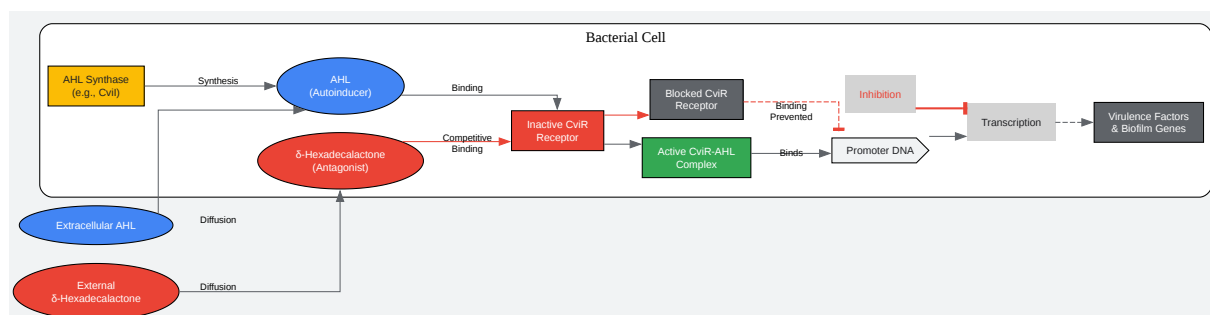 Bacterial Cell
AHL Synthase
(e.g., CviI)
Synthesis
AHL
(Autoinducer)
Binding
δ-Hexadecalactone
(Antagonist)
Competitive
Binding
Inactive CviR
Receptor
Blocked CviR
Receptor
Binding
Prevented
Active CviR-AHL
Complex
Binds
Promoter DNA
Inhibition
Transcription
Virulence Factors
& Biofilm Genes
Extracellular AHL
Diffusion
External
δ-Hexadecalactone
Diffusion